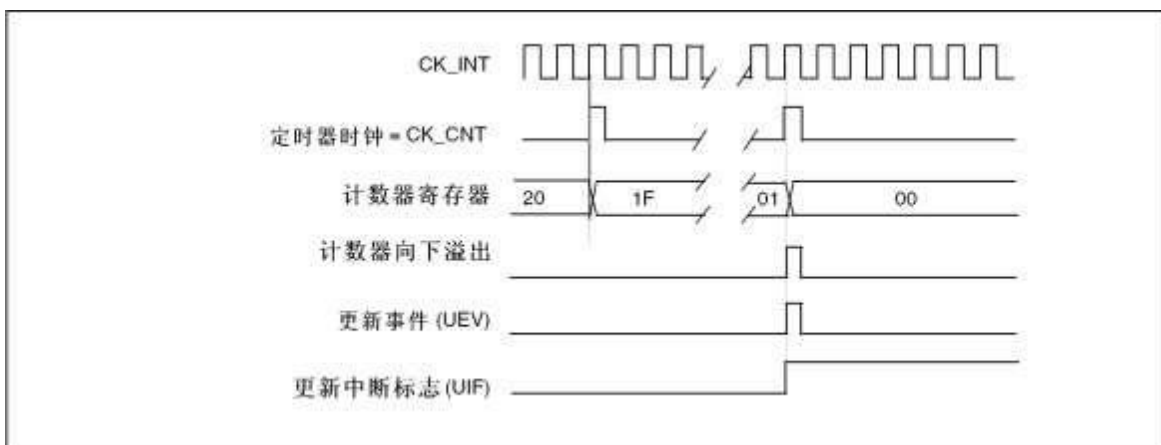 CK_INT
定时器时钟=CK_CNT
计数器寄存器 20 1F 01 00
计数器向下溢出
更新事件(UEV)
更新中断标志(UIF)